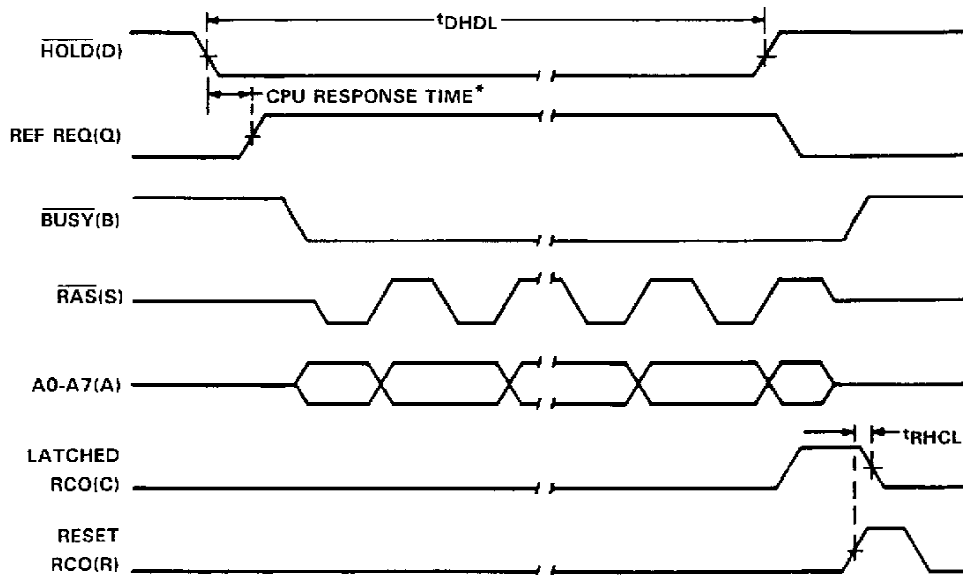 tDHDL
HOLD(D)
CPU RESPONSE TIME*
REF REQ(Q)
BUSY(B)
RAS(S)
A0-A7(A)
tRHCL
LATCHED
RCO(C)
RESET
RCO(R)